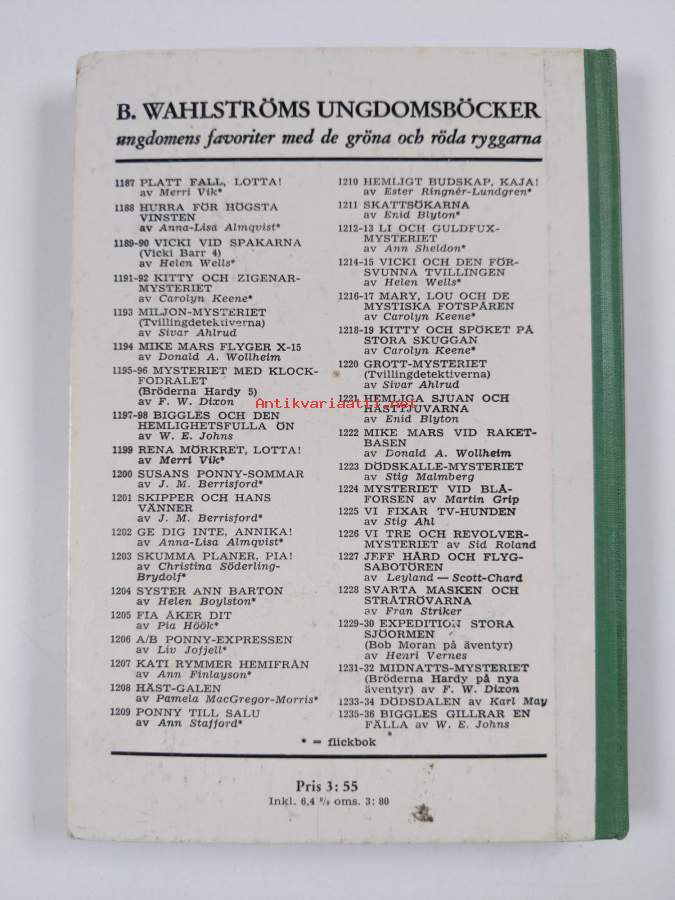 B. WAHLSTRÖMS UNGDOMSBÖCKER
ungdomens favoriter med de gröna och röda ryggarna
1187 PLATT FALL, LOTTA!
av Merri Vik*
1188 HURRA FÖR HÖGSTA
VINSTEN
av Anna-Lisa Almqvist*
1189-90 VICKI VID SPAKARNA
(Vicki Barr 4)
av Helen Wells*
1191-92 KITTY OCH ZIGENAR-
MYSTERIET
av Carolyn Keene*
1193 MILJON-MYSTERIET
(Tvillingdetektiverna)
av Sivar Ahlrud
1194 MIKE MARS FLYGER X-15
av Donald A. Wollheim
1195-96 MYSTERIET MED KLOCK-
FODRALET
(Bröderna Hardy 5)
av F. W. Dixon
1197-98 BIGGLES OCH DEN
HEMLIGHETSFULLA ÖN
av W. E. Johns
1199 RENA MÖRKRET, LOTTA!
av Merri Vik*
1200 SUSANS PONNY-SOMMAR
av J. M. Berrisford*
1201 SKIPPER OCH HANS
VÄNNER
av J. M. Berrisford*
1202 GE DIG INTE, ANNIKA!
av Anna-Lisa Almqvist*
1203 SKUMMA PLANER, PIA!
av Christina Söderling-
Brydolf*
1204 SYSTER ANN BARTON
av Helen Boylston*
1205 FIA ÅKER DIT
av Pia Höök*
1206 A/B PONNY-EXPRESSEN
av Liv Jofjell*
1207 KATI RYMMER HEMIFRÅN
av Ann Finlayson*
1208 HÄST-GALEN
av Pamela MacGregor-Morris*
1209 PONNY TILL SALU
av Ann Stafford*
1210 HEMLIGT BUDSKAP, KAJA!
av Ester Ringnér-Lundgren*
1211 SKATTSÖKARNA
av Enid Blyton*
1212-13 LI OCH GULDFUX-
MYSTERIET
av Ann Sheldon*
1214-15 VICKI OCH DEN FÖR-
SVUNNA TVILLINGEN
av Helen Wells*
1216-17 MARY, LOU OCH DE
MYSTISKA FOTSPÅREN
av Carolyn Keene*
1218-19 KITTY OCH SPÖKET PÅ
STORA SKUGGAN
av Carolyn Keene*
1220 GROTT-MYSTERIET
(Tvillingdetektiverna)
av Sivar Ahlrud
1221 HEMLIGA SJUAN OCH
HÄSTTJUVARNA
av Enid Blyton
1222 MIKE MARS VID RAKET-
BASEN
av Donald A. Wollheim
1223 DÖDSKALLE-MYSTERIET
av Stig Malmberg
1224 MYSTERIET VID BLÅ-
FORSEN av Martin Grip
1225 VI FIXAR TV-HUNDEN
av Stig Ahl
1226 VI TRE OCH REVOLVER-
MYSTERIET av Sid Roland
1227 JEFF HÅRD OCH FLYG-
SABOTÖREN
av Leyland — Scott-Chard
1228 SVARTA MASKEN OCH
STRÅTRÖVARNA
av Fran Striker
1229-30 EXPEDITION STORA
SJÖORMEN
(Bob Moran på äventyr)
av Henri Vernes
1231-32 MIDNATTS-MYSTERIET
(Bröderna Hardy på nya
äventyr) av F. W. Dixon
1233-34 DÖDSDALEN av Karl May
1235-36 BIGGLES GILLRAR EN
FÄLLA av W. E. Johns
* = flickbok
Pris 3: 55
Inkl. 6,4 % oms. 3: 80
Antikvariaatti.net